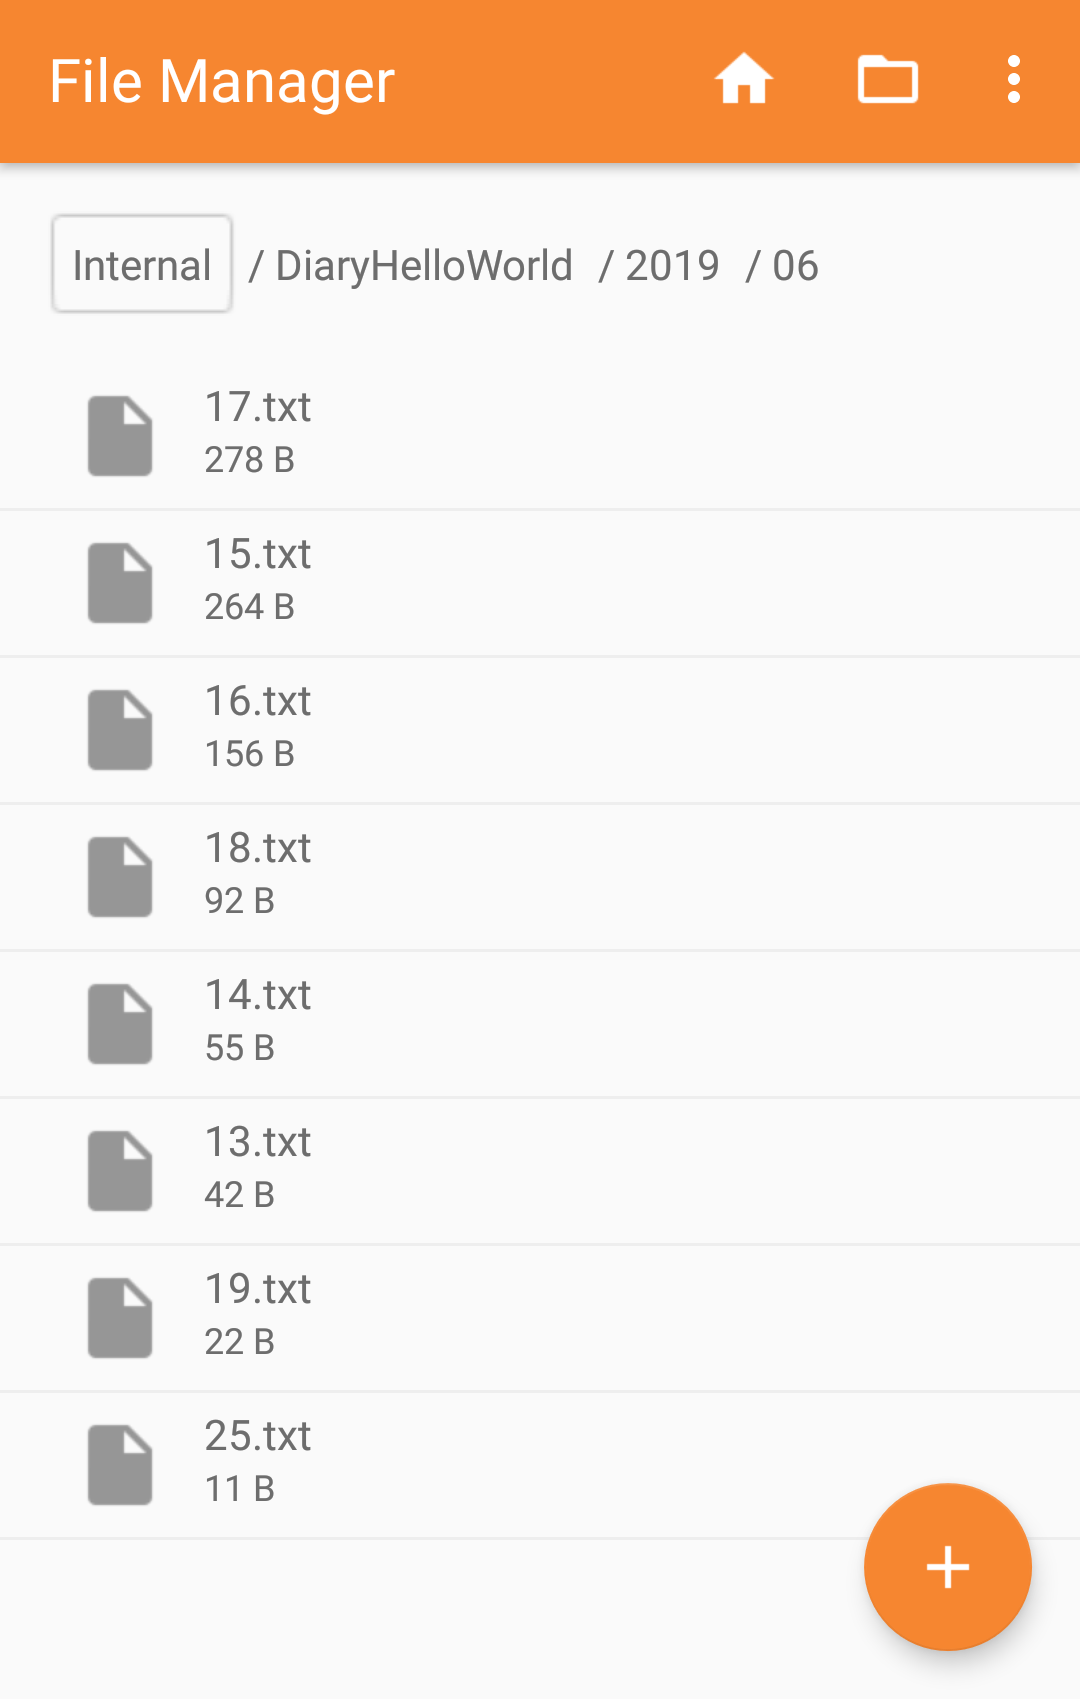 File Manager
Internal / DiaryHelloWorld / 2019 / 06
17.txt
278 B
15.txt
264 B
16.txt
156 B
18.txt
92 B
14.txt
55 B
13.txt
42 B
19.txt
22 B
25.txt
11 B